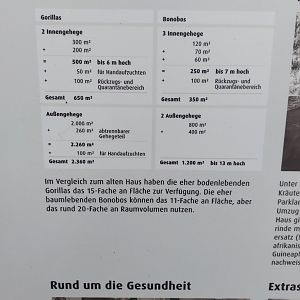 Gorillas
2 Innengehege
300 m²
+ 200 m²
= 500 m² bis 6 m hoch
+ 50 m² für Handaufzuchten
+ 100 m² Rückzugs- und
Quarantänebereich
Gesamt 650 m²
Bonobos
3 Innengehege
120 m²
+ 70 m²
+ 60 m²
= 250 m² bis 7 m hoch
+ 100 m² Rückzugs- und
Quarantänebereich
Gesamt 350 m²
Außengehege
2.000 m²
+ 260 m² abtrennbarer
Gehegeteil
= 2.260 m²
+ 100 m² für Handaufzuchten
Gesamt 2.360 m²
2 Außengehege
800 m²
+ 400 m²
Gesamt 1.200 m² bis 13 m hoch
Im Vergleich zum alten Haus haben die eher bodenlebenden
Gorillas das 15-Fache an Fläche zur Verfügung. Die eher
baumlebenden Bonobos können das 11-Fache an Fläche, aber
das rund 20-Fache an Raumvolumen nutzen.
Rund um die Gesundheit
Unter
Kräute
Parklan
Umzug
Haus gi
rinde m
ersatz (
afrikanis
Guineapf
nachweis
Extras